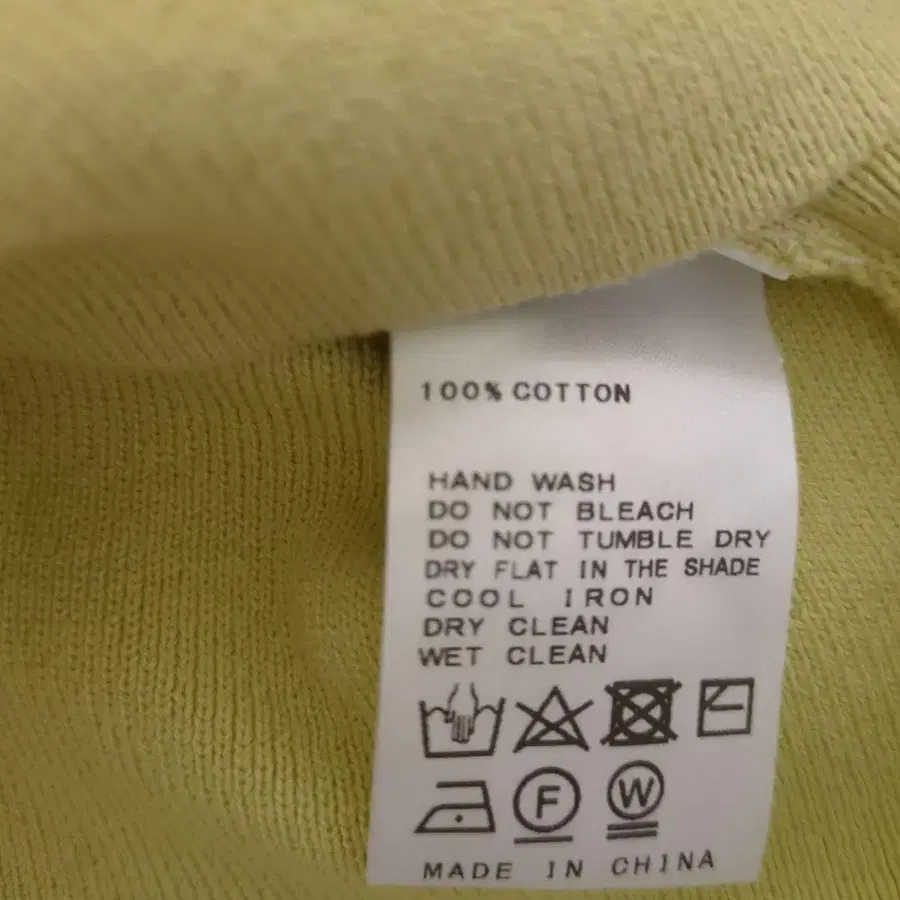 100% COTTON
HAND WASH
DO NOT BLEACH
DO NOT TUMBLE DRY
DRY FLAT IN THE SHADE
COOL IRON
DRY CLEAN
WET CLEAN
F W
MADE IN CHINA